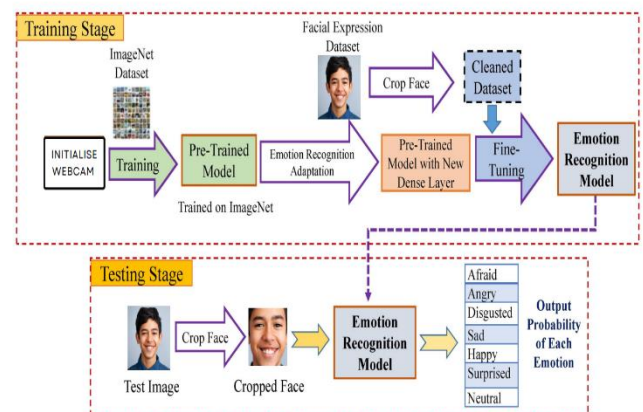 Training Stage
ImageNet
Dataset
Facial Expression
Dataset
Crop Face
Cleaned
Dataset
INITIALISE
WEBCAM
Training
Pre-Trained
Model
Emotion Recognition
Adaptation
Pre-Trained
Model with New
Dense Layer
Fine-
Tuning
Emotion
Recognition
Model
Trained on ImageNet
Testing Stage
Crop Face
Test Image
Cropped Face
Emotion
Recognition
Model
Afraid
Angry
Disgusted
Sad
Happy
Surprised
Neutral
Output
Probability
of Each
Emotion